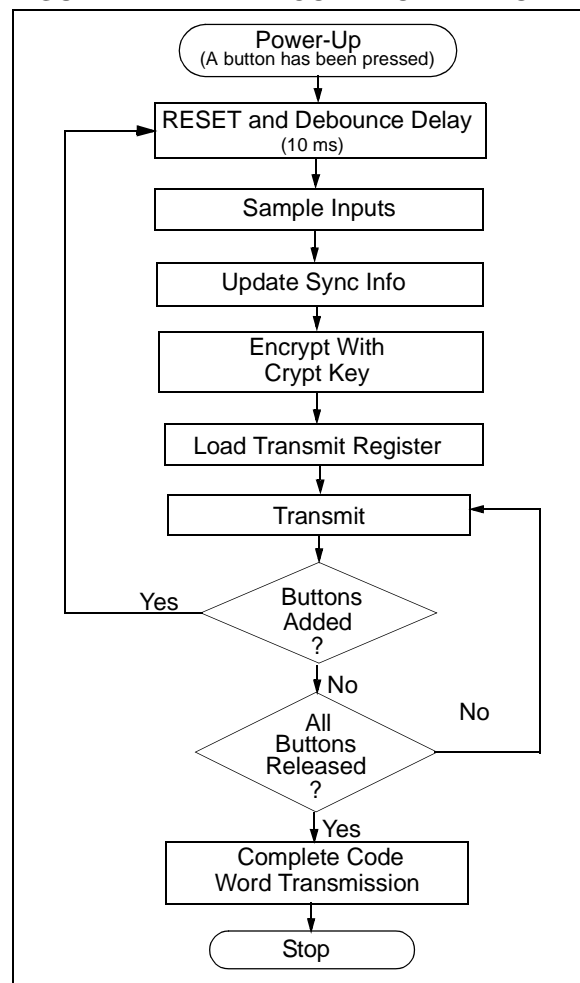 Power-Up
(A button has been pressed)
RESET and Debounce Delay
(10 ms)
Sample Inputs
Update Sync Info
Encrypt With
Crypt Key
Load Transmit Register
Transmit
Yes
Buttons
Added
?
No
All
Buttons
Released
?
No
Yes
Complete Code
Word Transmission
Stop